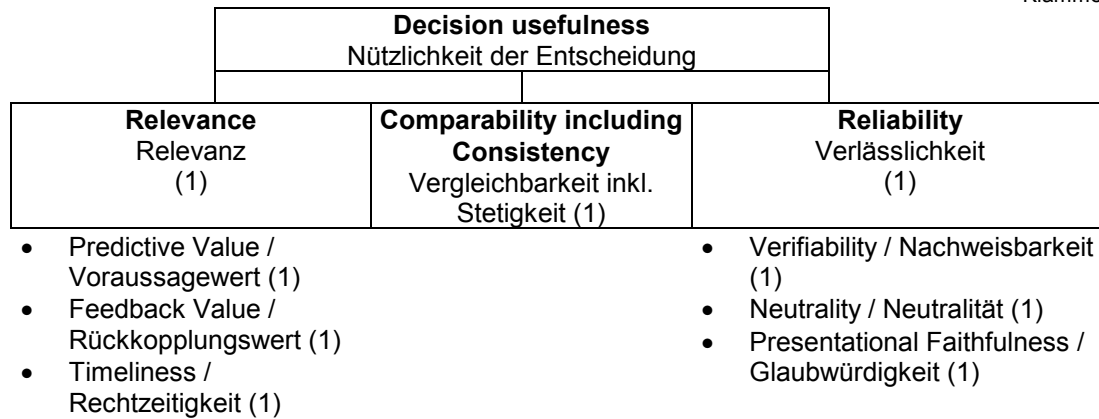 Decision usefulness
Nützlichkeit der Entscheidung
Relevance
Relevanz
(1)
Comparability including
Consistency
Vergleichbarkeit inkl.
Stetigkeit (1)
Reliability
Verlässlichkeit
(1)
• Predictive Value /
Voraussagewert (1)
• Feedback Value /
Rückkopplungswert (1)
• Timeliness /
Rechtzeitigkeit (1)
• Verifiability / Nachweisbarkeit
(1)
• Neutrality / Neutralität (1)
• Presentational Faithfulness /
Glaubwürdigkeit (1)